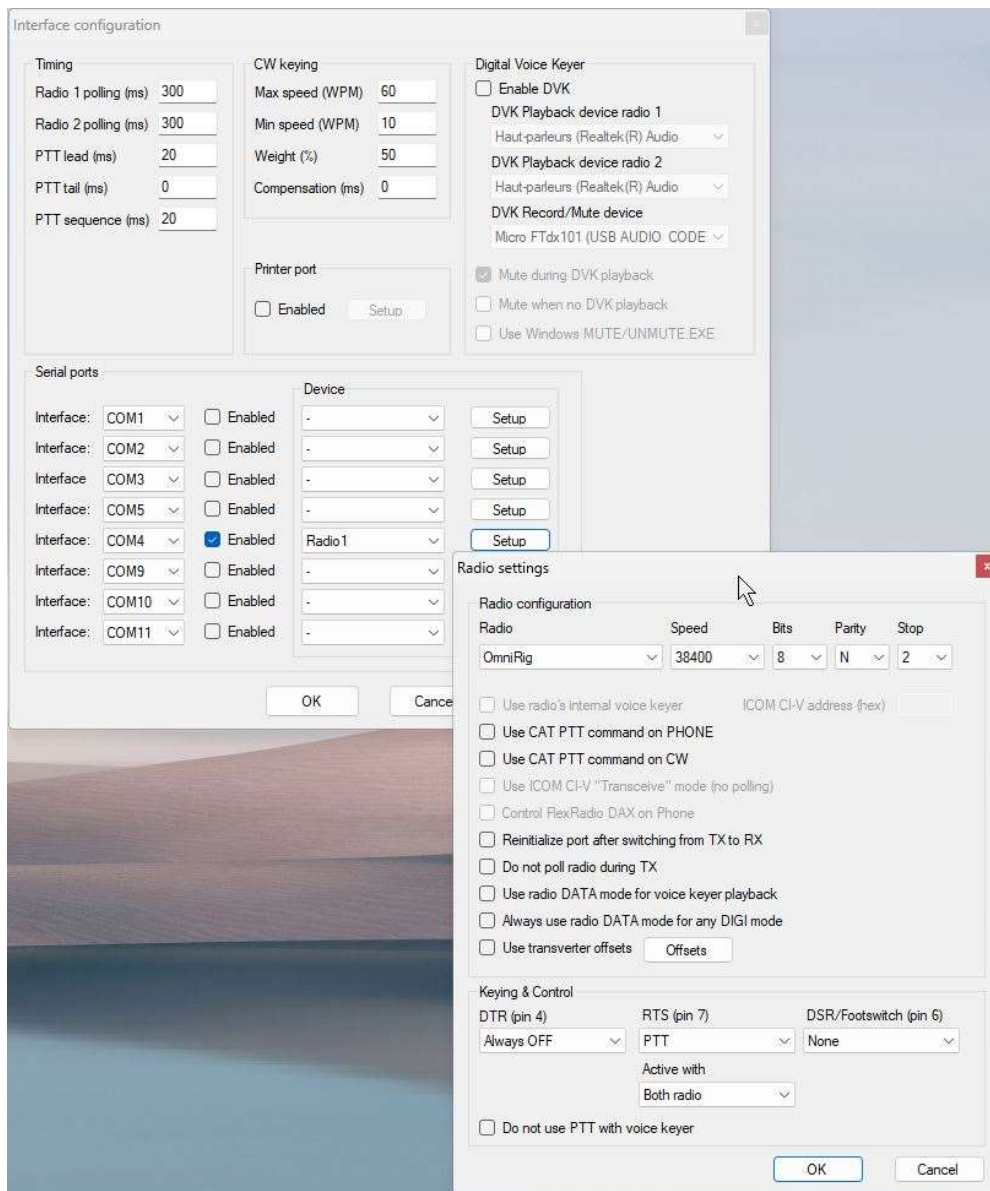 Interface configuration
x
Timing
Radio 1 polling (ms) 300
Radio 2 polling (ms) 300
PTT lead (ms) 20
PTT tail (ms) 0
PTT sequence (ms) 20
CW keying
Max speed (WPM) 60
Min speed (WPM) 10
Weight (%) 50
Compensation (ms) 0
Printer port
Enabled Setup
Digital Voice Keyer
Enable DVK
DVK Playback device radio 1
Haut-parleurs (Realtek(R) Audio
DVK Playback device radio 2
Haut-parleurs (Realtek(R) Audio
DVK Record/Mute device
Micro FTdx101 (USB AUDIO CODE
Mute during DVK playback
Mute when no DVK playback
Use Windows MUTE/UNMUTE.EXE
Serial ports
Device
Interface: COM1 Enabled - Setup
Interface: COM2 Enabled - Setup
Interface COM3 Enabled - Setup
Interface: COM5 Enabled - Setup
Interface: COM4 Enabled Radio1 Setup
Interface: COM9 Enabled -
Interface: COM10 Enabled -
Interface: COM11 Enabled -
OK Cance
Radio settings
x
Radio configuration
Radio Speed Bits Parity Stop
OmniRig 38400 8 N 2
Use radio's internal voice keyer ICOM CI-V address (hex)
Use CAT PTT command on PHONE
Use CAT PTT command on CW
Use ICOM CI-V "Transceive" mode (no polling)
Control FlexRadio DAX on Phone
Reinitialize port after switching from TX to RX
Do not poll radio during TX
Use radio DATA mode for voice keyer playback
Always use radio DATA mode for any DIGI mode
Use transverter offsets Offsets
Keying & Control
DTR (pin 4) RTS (pin 7) DSR/Footswitch (pin 6)
Always OFF PTT None
Active with
Both radio
Do not use PTT with voice keyer
OK Cancel